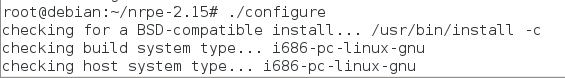 root@debian:~/nrpe-2.15# ./configure
checking for a BSD-compatible install... /usr/bin/install -c
checking build system type... i686-pc-linux-gnu
checking host system type... i686-pc-linux-gnu